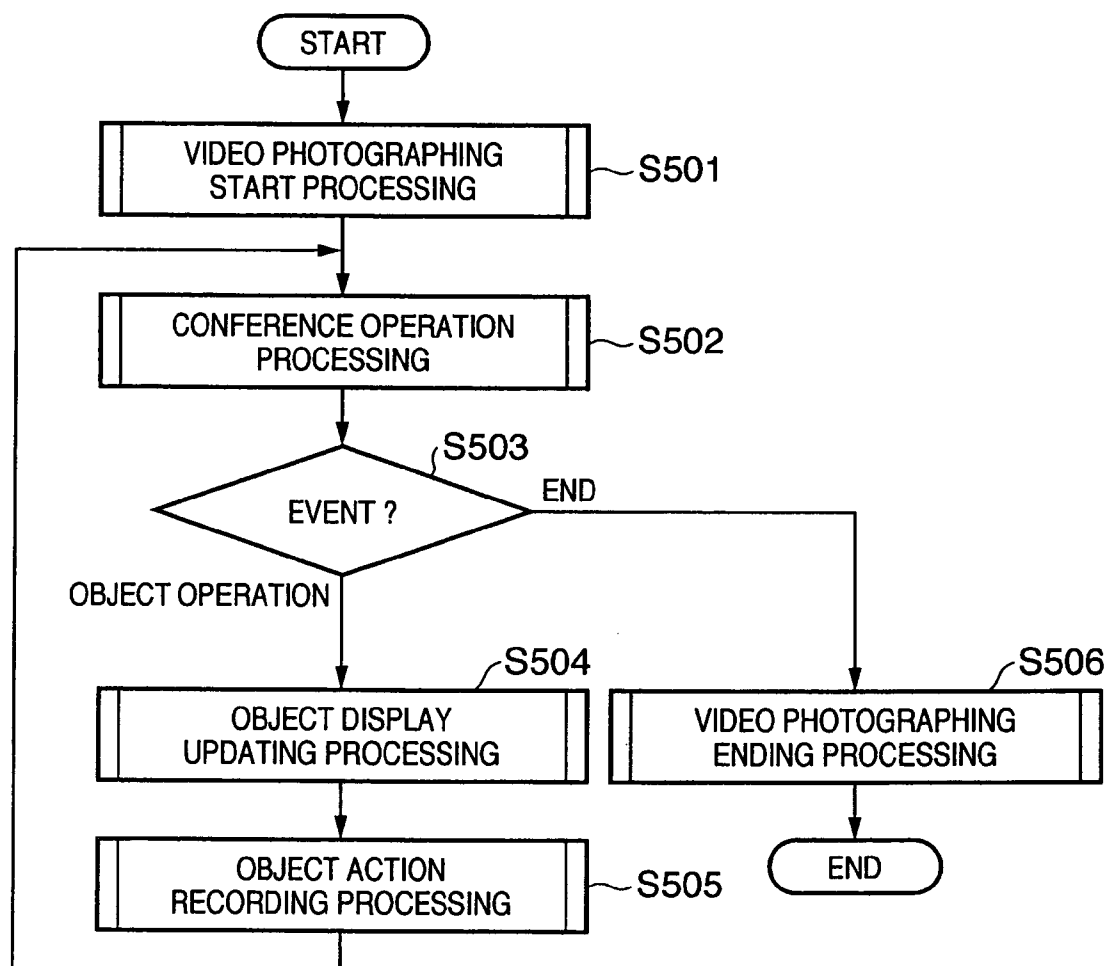 START
VIDEO PHOTOGRAPHING
START PROCESSING
S501
CONFERENCE OPERATION
PROCESSING
S502
S503
EVENT ?
END
OBJECT OPERATION
S504
OBJECT DISPLAY
UPDATING PROCESSING
S506
VIDEO PHOTOGRAPHING
ENDING PROCESSING
OBJECT ACTION
RECORDING PROCESSING
S505
END